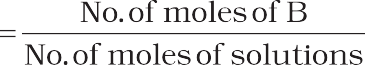 = No. of moles of B
No. of moles of solutions